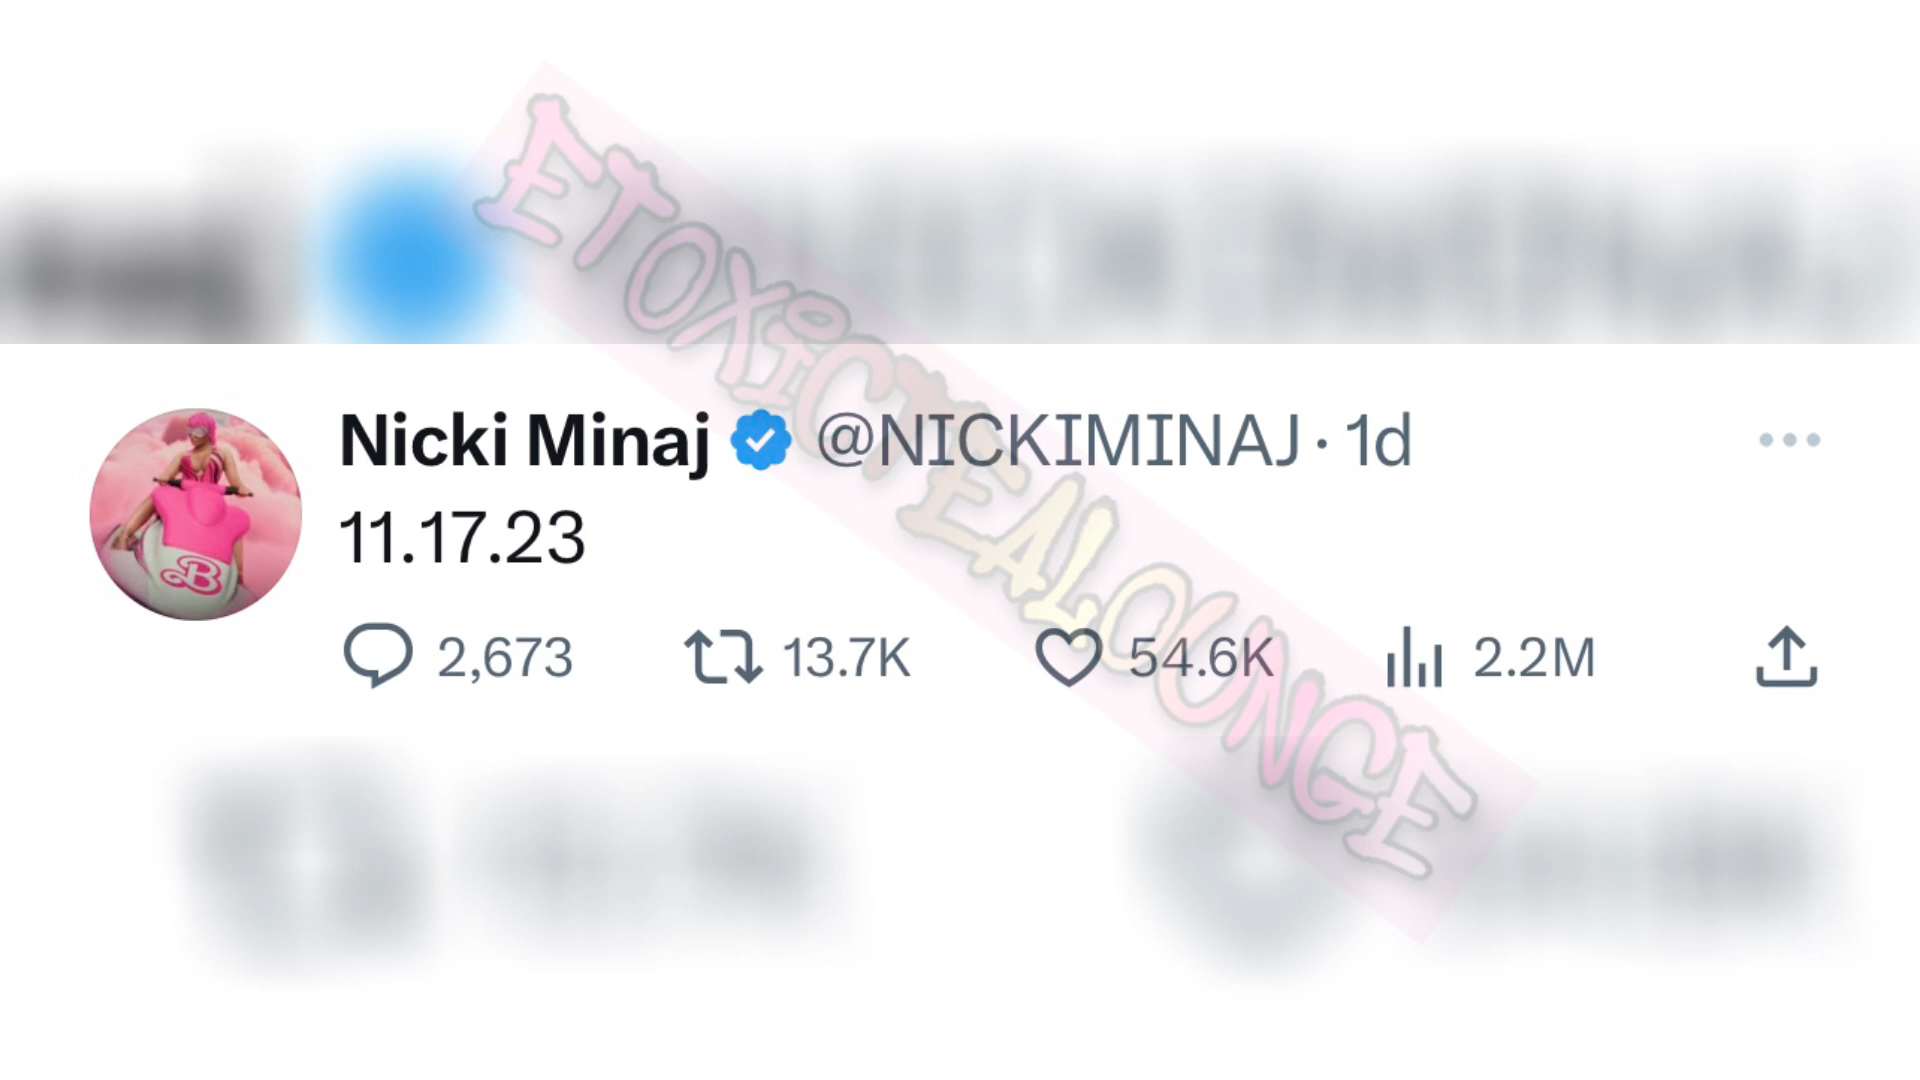 Nicki Minaj @NICKIMINAJ · 1d
11.17.23
2,673 13.7K 54.6K 2.2M
ETOXiCTEALOUNGE
B